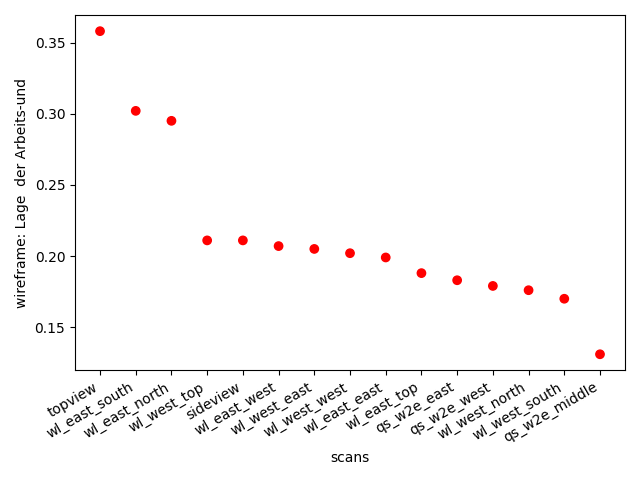 0.35
0.30
0.25
0.20
0.15
wireframe: Lage  der Arbeits-und
topview
wl_east_south
wl_east_north
wl_west_top
sideview
wl_east_west
wl_west_east
wl_west_west
wl_east_east
wl_east_top
qs_w2e_east
qs_w2e_west
wl_west_north
wl_west_south
qs_w2e_middle
scans